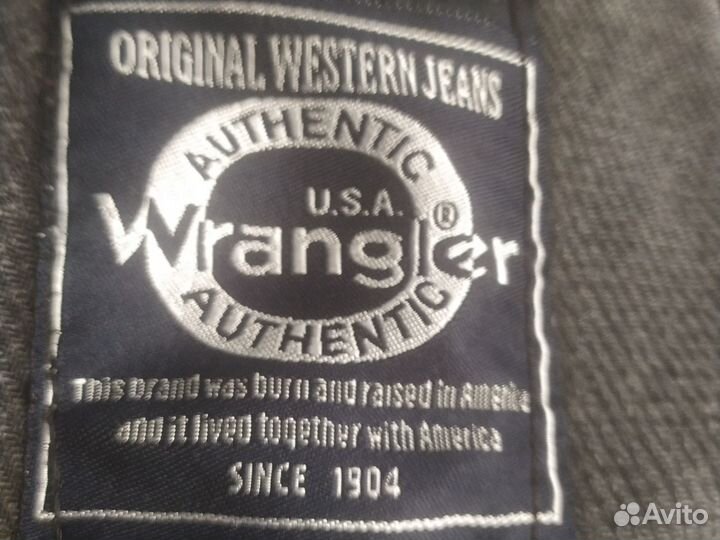 ORIGINAL WESTERN JEANS
AUTHENTIC
U.S.A.
Wrangler®
AUTHENTIC
This brand was burn and raised in America
and it lived together with America
SINCE 1904
Avito